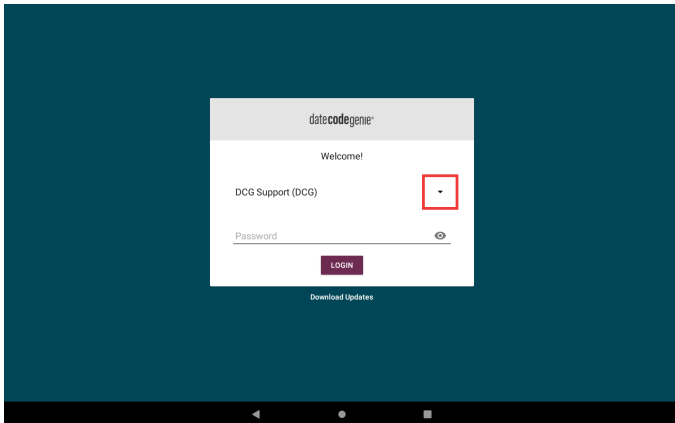 datecodegenie®
Welcome!
DCG Support (DCG)
Password
LOGIN
Download Updates